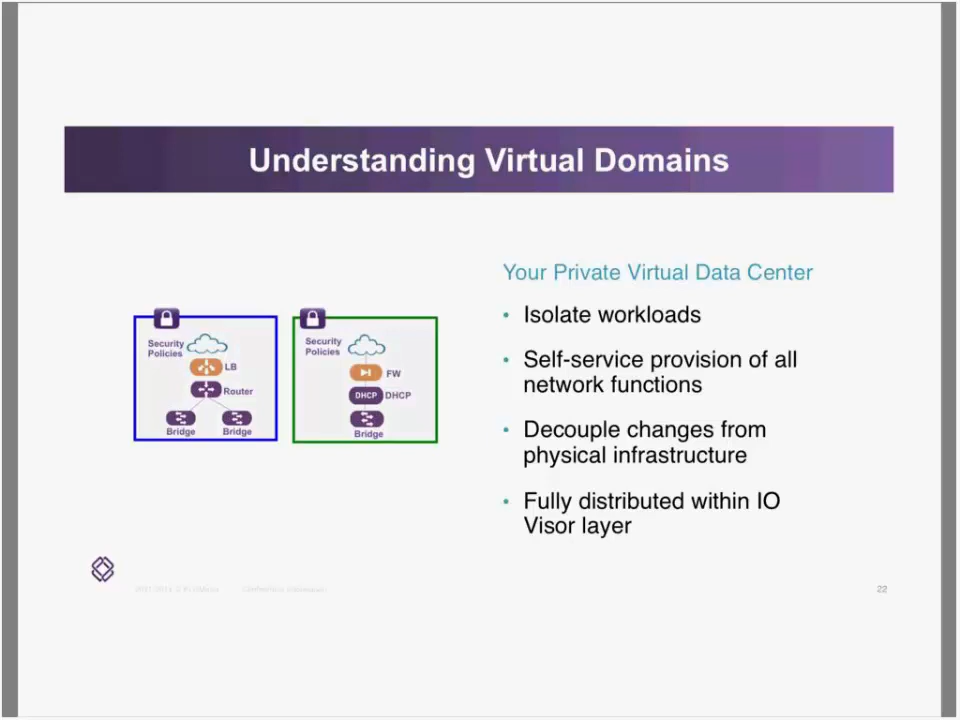 Understanding Virtual Domains
Your Private Virtual Data Center
• Isolate workloads
• Self-service provision of all
network functions
• Decouple changes from
physical infrastructure
• Fully distributed within IO
Visor layer
Security
Policies
LB
Router
Bridge
Bridge
Security
Policies
FW
DHCP
DHCP
Bridge
22